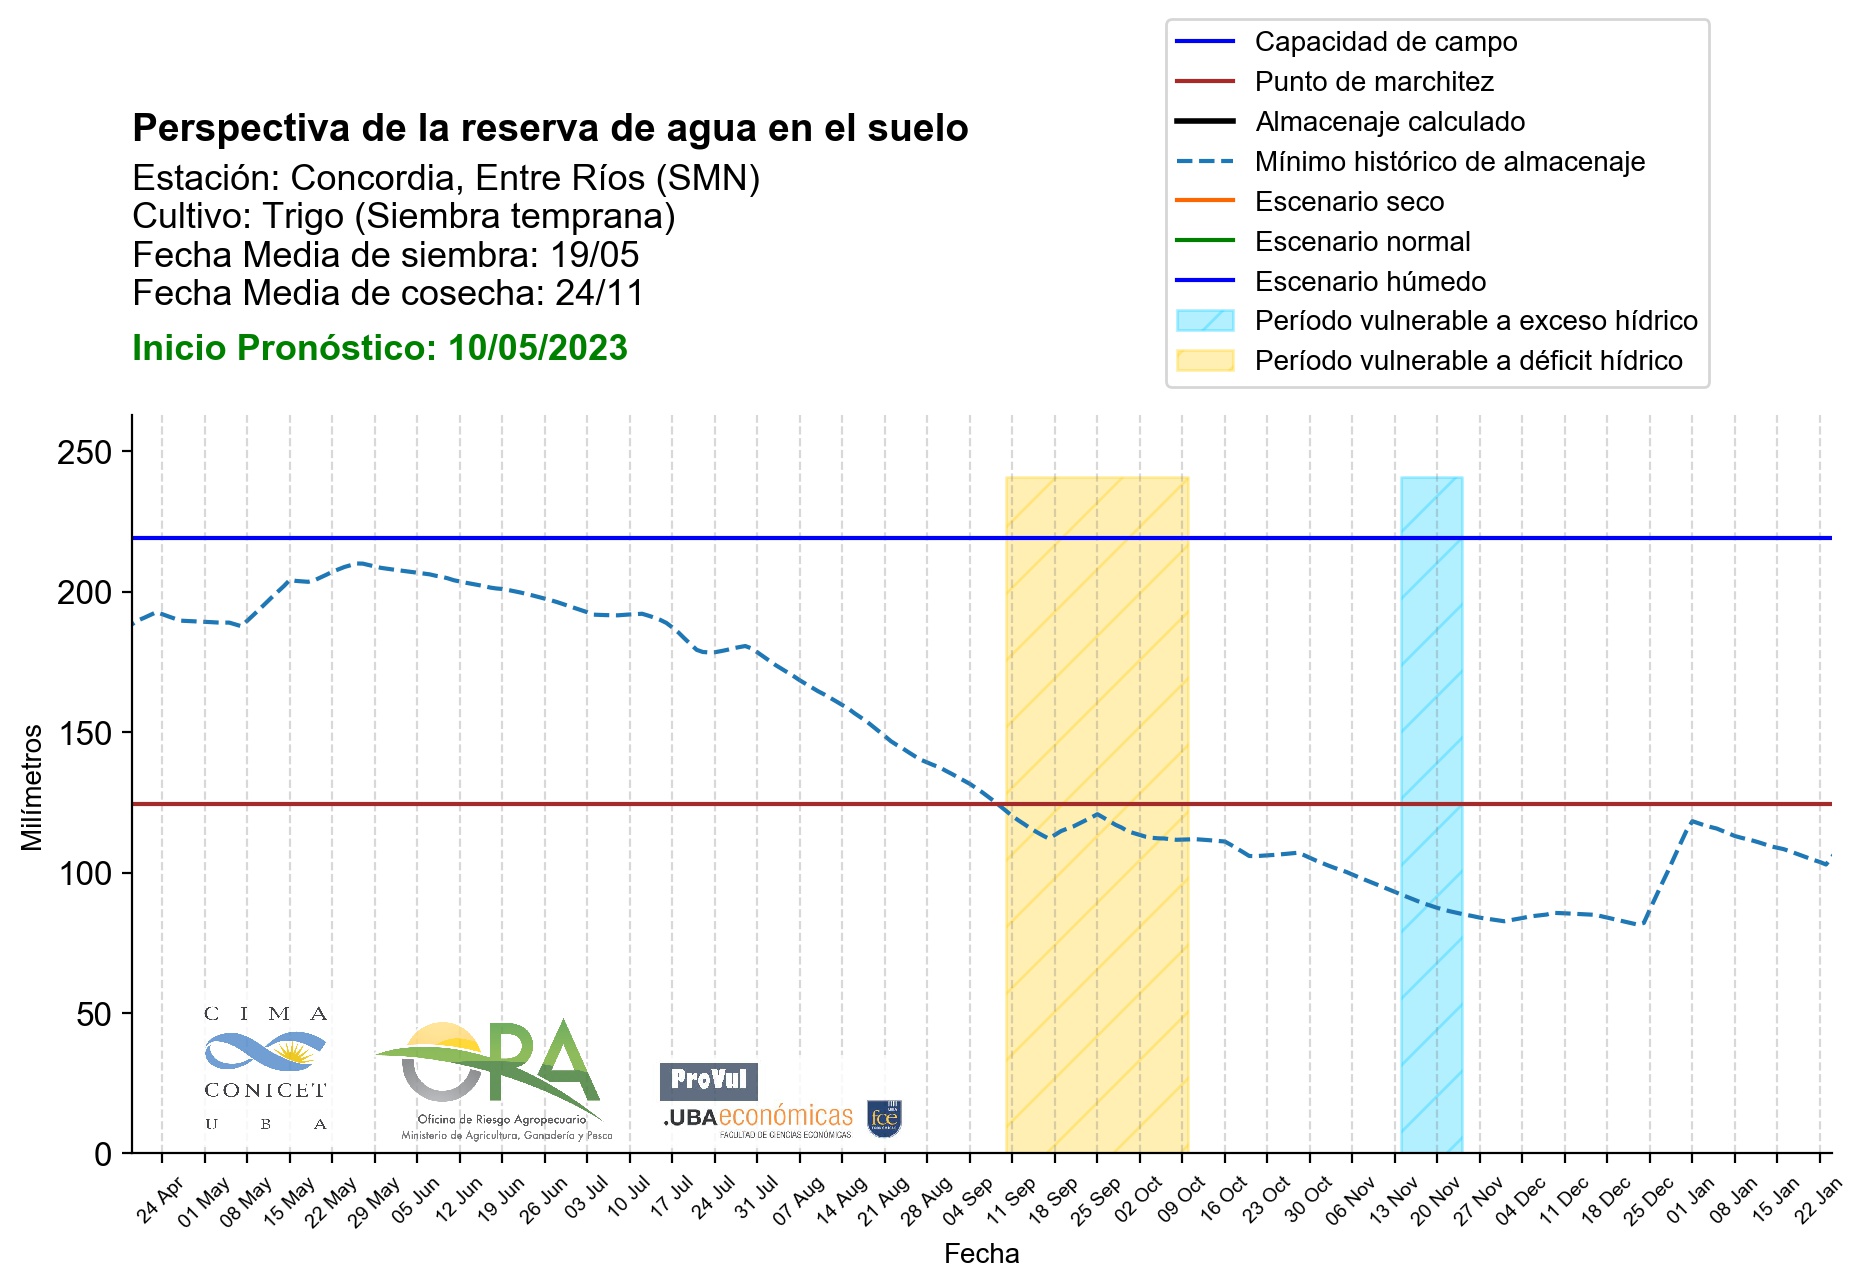 Capacidad de campo
Punto de marchitez
Almacenaje calculado
Mínimo histórico de almacenaje
Escenario seco
Escenario normal
Escenario húmedo
Período vulnerable a exceso hídrico
Período vulnerable a déficit hídrico
Perspectiva de la reserva de agua en el suelo
Estación: Concordia, Entre Ríos (SMN)
Cultivo: Trigo (Siembra temprana)
Fecha Media de siembra: 19/05
Fecha Media de cosecha: 24/11
Inicio Pronóstico: 10/05/2023
250
200
150
100
50
0
Milímetros
CIMA
CONICET
UBA
ORA
Oficina de Riesgo Agropecuario
Ministerio de Agricultura, Ganadería y Pesca
ProVul
.UBAeconómicas
FACULTAD DE CIENCIAS ECONÓMICAS
fce
24 Apr
01 May
08 May
15 May
22 May
29 May
05 Jun
12 Jun
19 Jun
26 Jun
03 Jul
10 Jul
17 Jul
24 Jul
31 Jul
07 Aug
14 Aug
21 Aug
28 Aug
04 Sep
11 Sep
18 Sep
25 Sep
02 Oct
09 Oct
16 Oct
23 Oct
30 Oct
06 Nov
13 Nov
20 Nov
27 Nov
04 Dec
11 Dec
18 Dec
25 Dec
01 Jan
08 Jan
15 Jan
22 Jan
Fecha